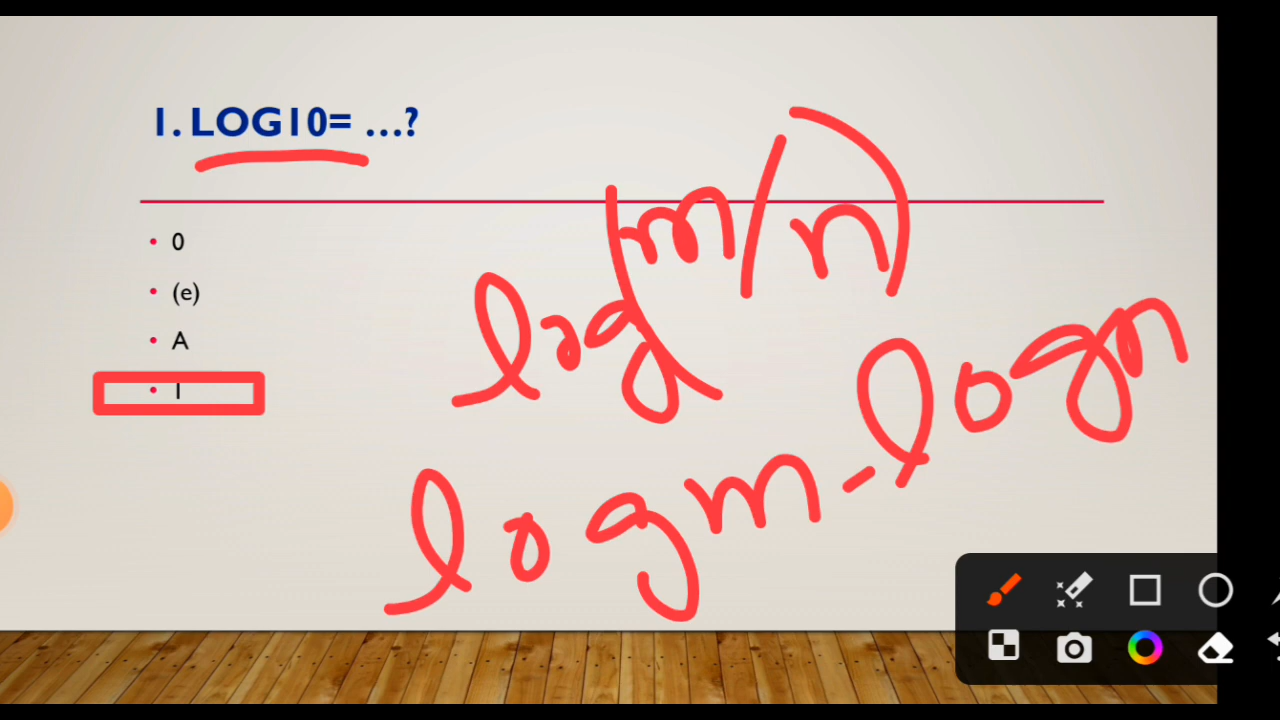 1. LOG10= ...?
• 0
• (e)
• A
• 1
log(m/n)
logm-logn